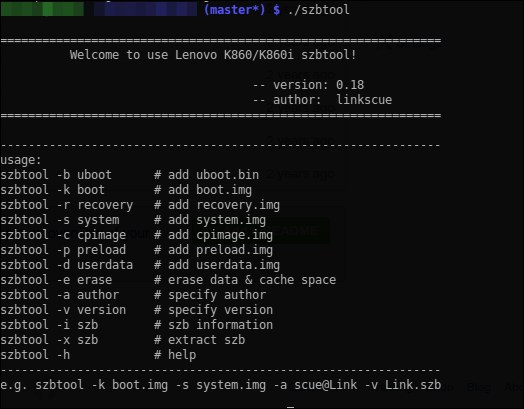 (master*) $ ./szbtool
================================================================
Welcome to use Lenovo K860/K860i szbtool!
-- version: 0.18
-- author:  linkscue
================================================================
----------------------------------------------------------------
usage:
szbtool -b uboot      # add uboot.bin
szbtool -k boot       # add boot.img
szbtool -r recovery   # add recovery.img
szbtool -s system     # add system.img
szbtool -c cpimage    # add cpimage.img
szbtool -p preload    # add preload.img
szbtool -d userdata   # add userdata.img
szbtool -e erase      # erase data & cache space
szbtool -a author     # specify author
szbtool -v version    # specify version
szbtool -i szb        # szb information
szbtool -x szb        # extract szb
szbtool -h            # help
----------------------------------------------------------------
e.g. szbtool -k boot.img -s system.img -a scue@Link -v Link.szb